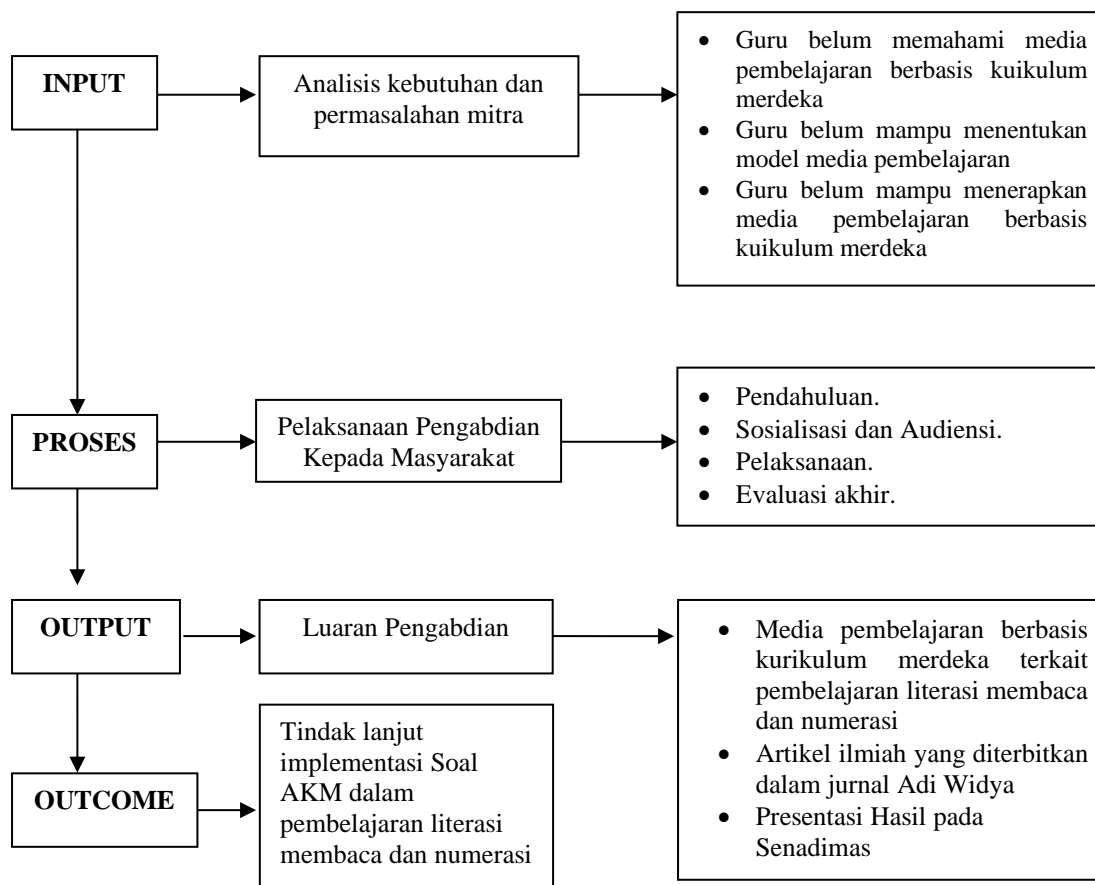 INPUT
Analisis kebutuhan dan
permasalahan mitra
• Guru belum memahami media
pembelajaran berbasis kuikulum
merdeka
• Guru belum mampu menentukan
model media pembelajaran
• Guru belum mampu menerapkan
media pembelajaran berbasis
kuikulum merdeka
PROSES
Pelaksanaan Pengabdian
Kepada Masyarakat
• Pendahuluan.
• Sosialisasi dan Audiensi.
• Pelaksanaan.
• Evaluasi akhir.
OUTPUT
Luaran Pengabdian
• Media pembelajaran berbasis
kurikulum merdeka terkait
pembelajaran literasi membaca
dan numerasi
• Artikel ilmiah yang diterbitkan
dalam jurnal Adi Widya
• Presentasi Hasil pada
Senadimas
OUTCOME
Tindak lanjut
implementasi Soal
AKM dalam
pembelajaran literasi
membaca dan numerasi